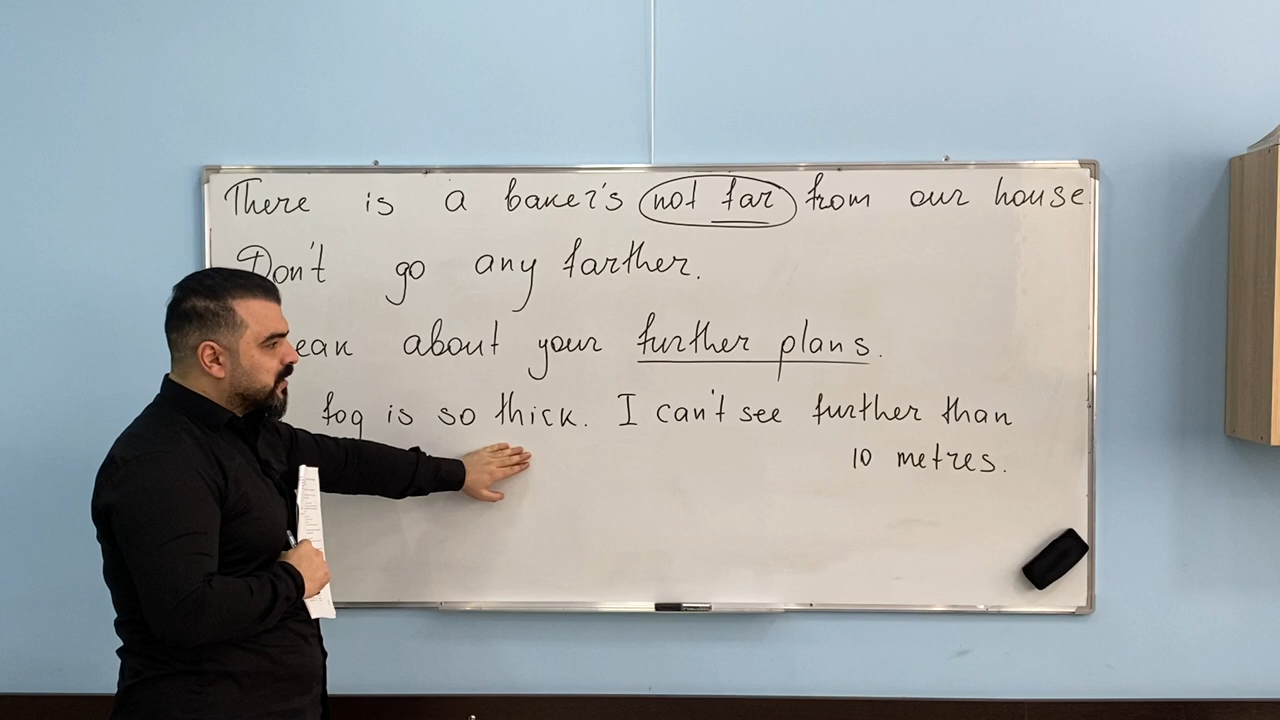 There is a baker's not far from our house.
Don't go any farther.
about your further plans.
fog is so thick. I can't see further than
10 metres.